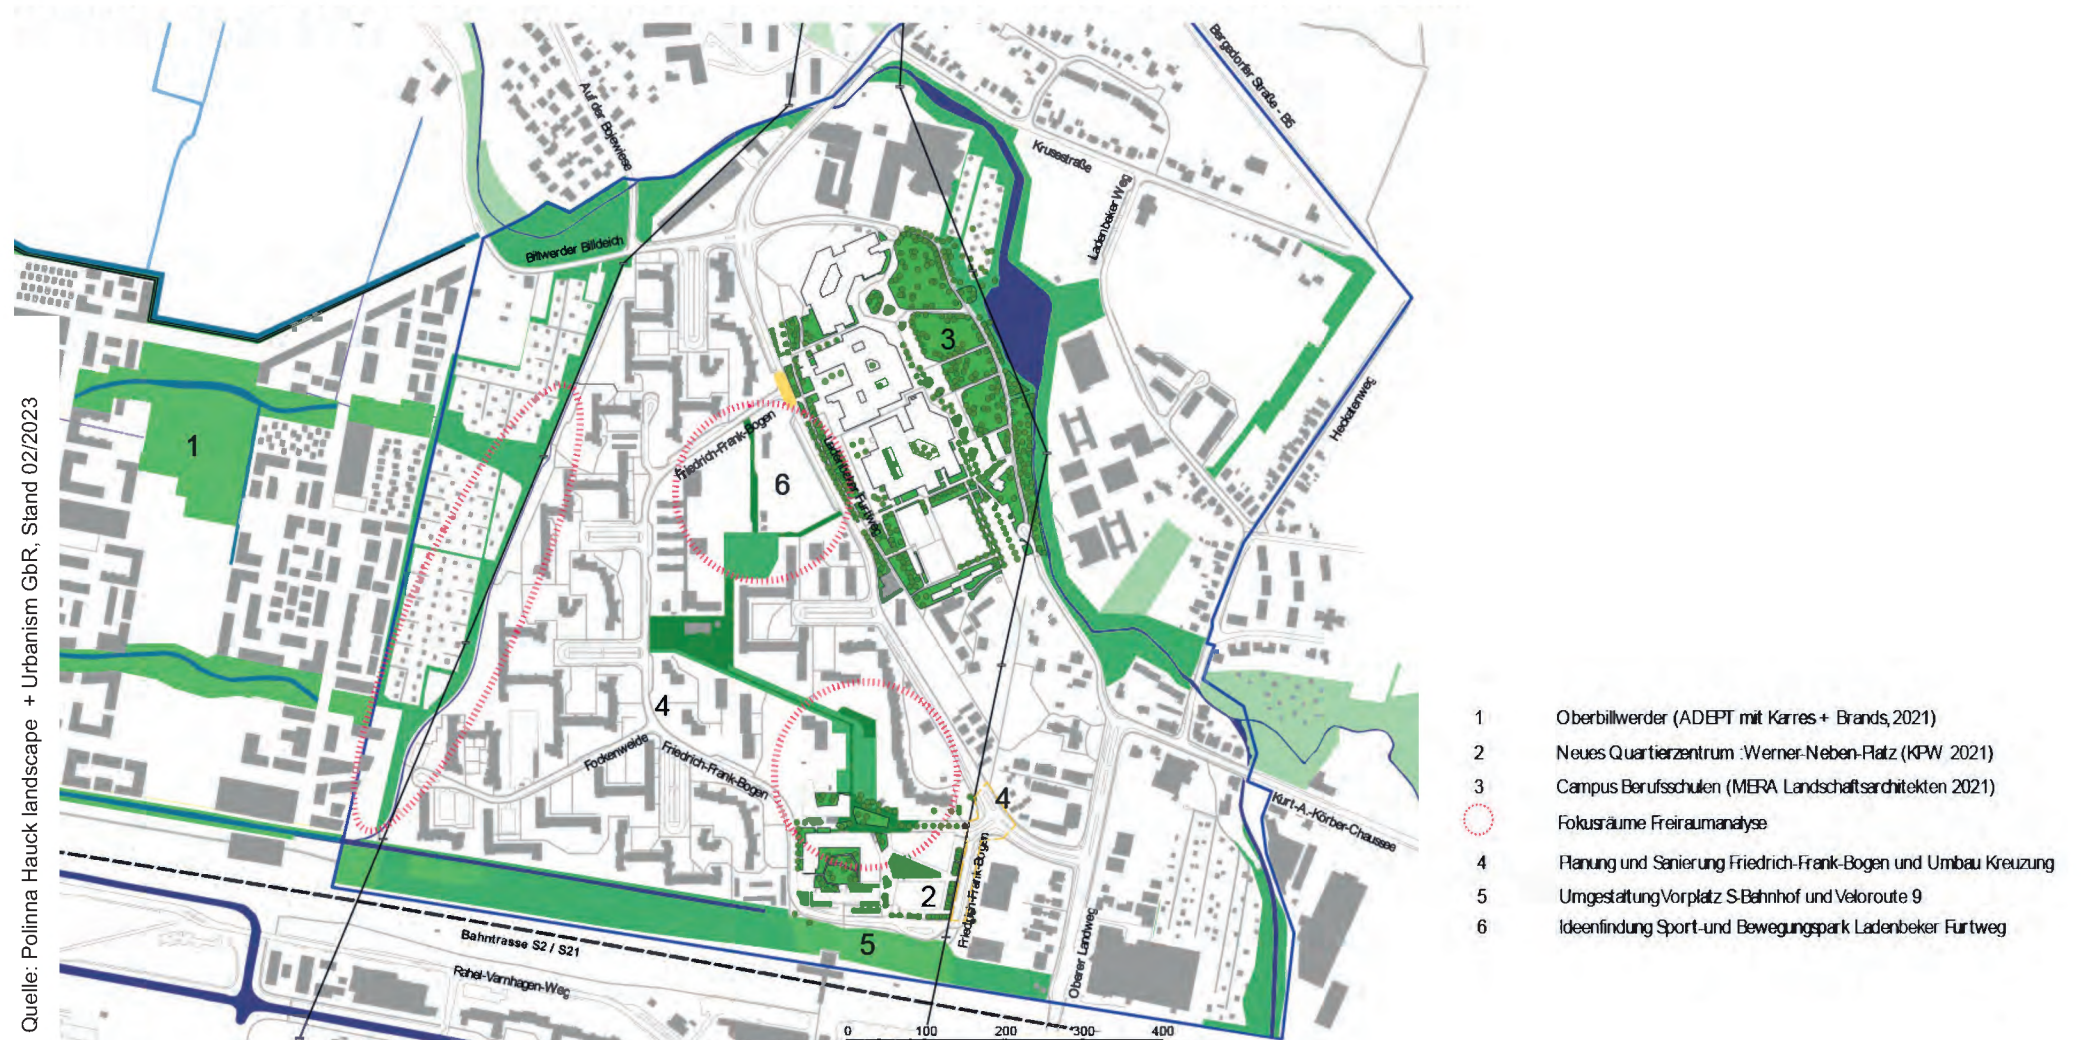 Quelle: Polinna Hauck landscape + Urbanism GbR, Stand 02/2023
Bergedorfer Straße - B5
Auf der Bojewiese
Krusestraße
Ladenbeker Weg
Billwerder Billdeich
3
1
Heckatenweg
Friedrich-Frank-Bogen
6
Ladenbeker Furtweg
4
Fockenweide
Friedrich-Frank-Bogen
4
Kurt-A.-Körber-Chaussee
2
Friedrich-Frank-Bogen
5
Oberer Landweg
Bahntrasse S2 / S21
Rahel-Varnhagen-Weg
0 100 200 300 400
1 Oberbillwerder (ADEPT mit Karres + Brands, 2021)
2 Neues Quartierzentrum : Werner-Neben-Platz (KPW 2021)
3 Campus Berufsschulen (MERA Landschaftsarchitekten 2021)
Fokusräume Freiraumanalyse
4 Planung und Sanierung Friedrich-Frank-Bogen und Umbau Kreuzung
5 Umgestaltung Vorplatz S-Bahnhof und Veloroute 9
6 Ideenfindung Sport-und Bewegungspark Ladenbeker Furtweg